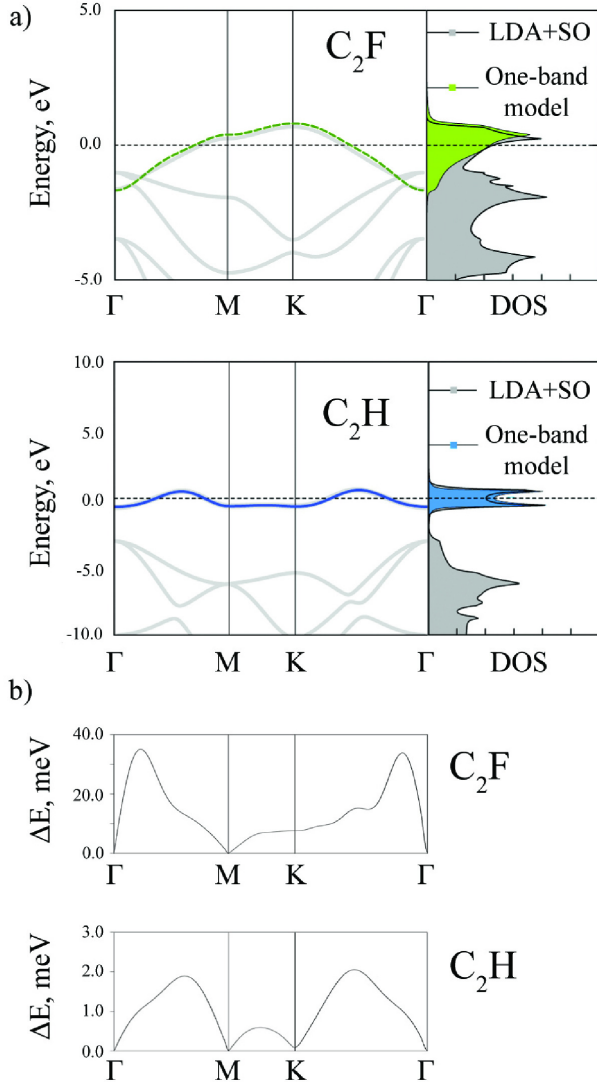 a)
5.0
C2F
LDA+SO
One-band
model
Energy, eV
0.0
-5.0
Γ M K Γ DOS
10.0
C2H
LDA+SO
One-band
model
5.0
Energy, eV
0.0
-5.0
-10.0
Γ M K Γ DOS
b)
40.0
C2F
ΔE, meV
20.0
0.0
Γ M K Γ
3.0
C2H
ΔE, meV
2.0
1.0
0.0
Γ M K Γ